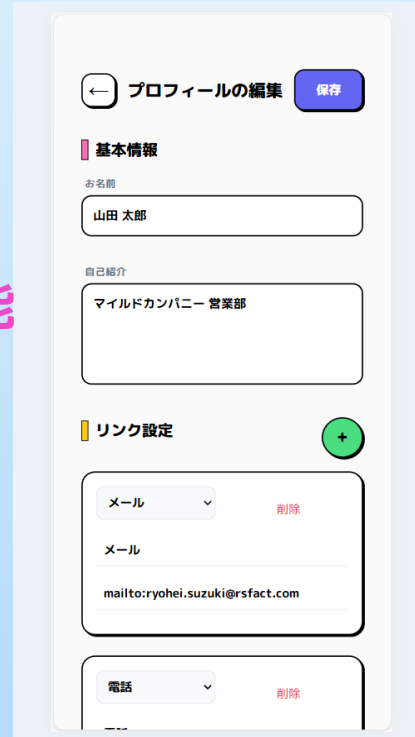 能
← プロフィールの編集 保存
基本情報
お名前
山田 太郎
自己紹介
マイルドカンパニー 営業部
リンク設定
+
メール 削除
メール
mailto:ryohei.suzuki@rsfact.com
電話 削除